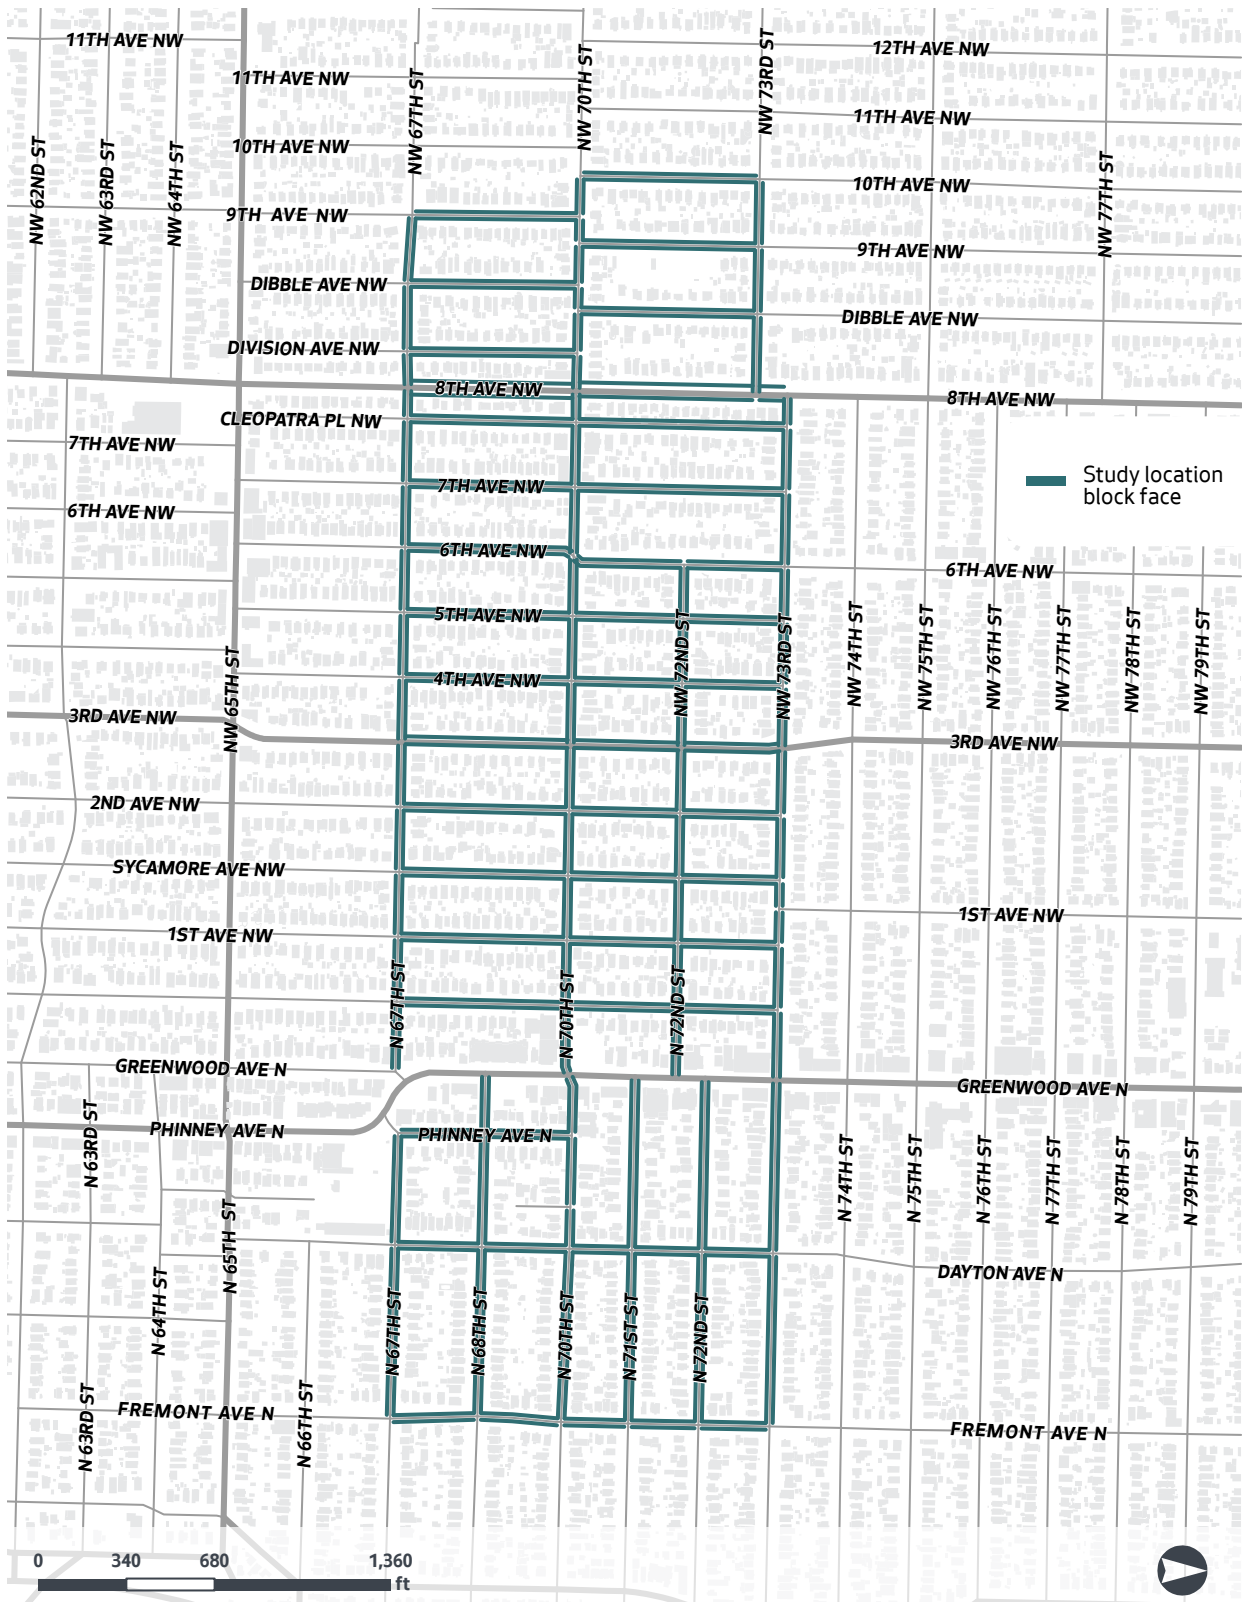 11TH AVE NW
12TH AVE NW
11TH AVE NW
NW 67TH ST
NW 70TH ST
NW 73RD ST
11TH AVE NW
10TH AVE NW
NW 62ND ST
NW 63RD ST
NW 64TH ST
10TH AVE NW
NW 77TH ST
9TH AVE NW
9TH AVE NW
DIBBLE AVE NW
DIBBLE AVE NW
DIVISION AVE NW
8TH AVE NW
8TH AVE NW
CLEOPATRA PL NW
7TH AVE NW
7TH AVE NW
Study location
block face
6TH AVE NW
6TH AVE NW
6TH AVE NW
5TH AVE NW
4TH AVE NW
NW 65TH ST
NW 72ND ST
NW 73RD ST
NW 74TH ST
NW 75TH ST
NW 76TH ST
NW 77TH ST
NW 78TH ST
NW 79TH ST
3RD AVE NW
3RD AVE NW
2ND AVE NW
SYCAMORE AVE NW
1ST AVE NW
1ST AVE NW
N 67TH ST
N 70TH ST
N 72ND ST
GREENWOOD AVE N
GREENWOOD AVE N
PHINNEY AVE N
PHINNEY AVE N
N 63RD ST
N 74TH ST
N 75TH ST
N 76TH ST
N 77TH ST
N 78TH ST
N 79TH ST
N 65TH ST
DAYTON AVE N
N 64TH ST
N 67TH ST
N 68TH ST
N 70TH ST
N 71ST ST
N 72ND ST
FREMONT AVE N
FREMONT AVE N
N 63RD ST
N 66TH ST
0 340 680 1,360
ft